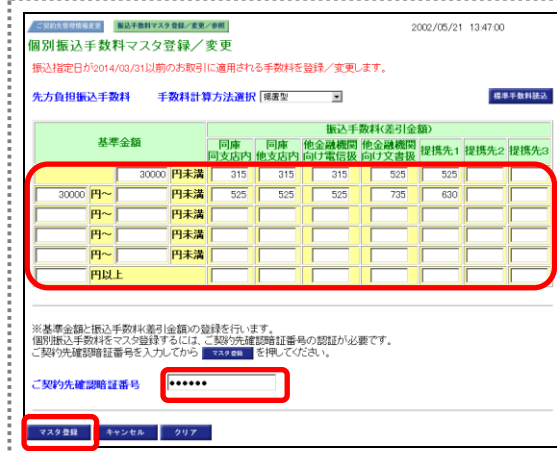 ご契約先管理情報変更 振込手数料マスタ登録/変更/参照 2002/05/21 13:47:00
個別振込手数料マスタ登録/変更
振込指定日が2014/03/31以前のお取引に適用される手数料を登録/変更します。
先方負担振込手数料 手数料計算方法選択 据置型 標準手数料読込
基準金額 振込手数料(差引金額)
同庫同支店内 同庫他支店内 他金融機関向け電信扱 他金融機関向け文書扱 提携先1 提携先2 提携先3
30000 円未満 315 315 315 525 525
30000 円~ 円未満 525 525 525 735 630
円~ 円未満
円~ 円未満
円~ 円未満
円以上
※基準金額と振込手数料(差引金額)の登録を行います。
個別振込手数料をマスタ登録するには、ご契約先確認暗証番号の認証が必要です。
ご契約先確認暗証番号を入力してから マスタ登録 を押してください。
ご契約先確認暗証番号 ●●●●●●
マスタ登録 キャンセル クリア